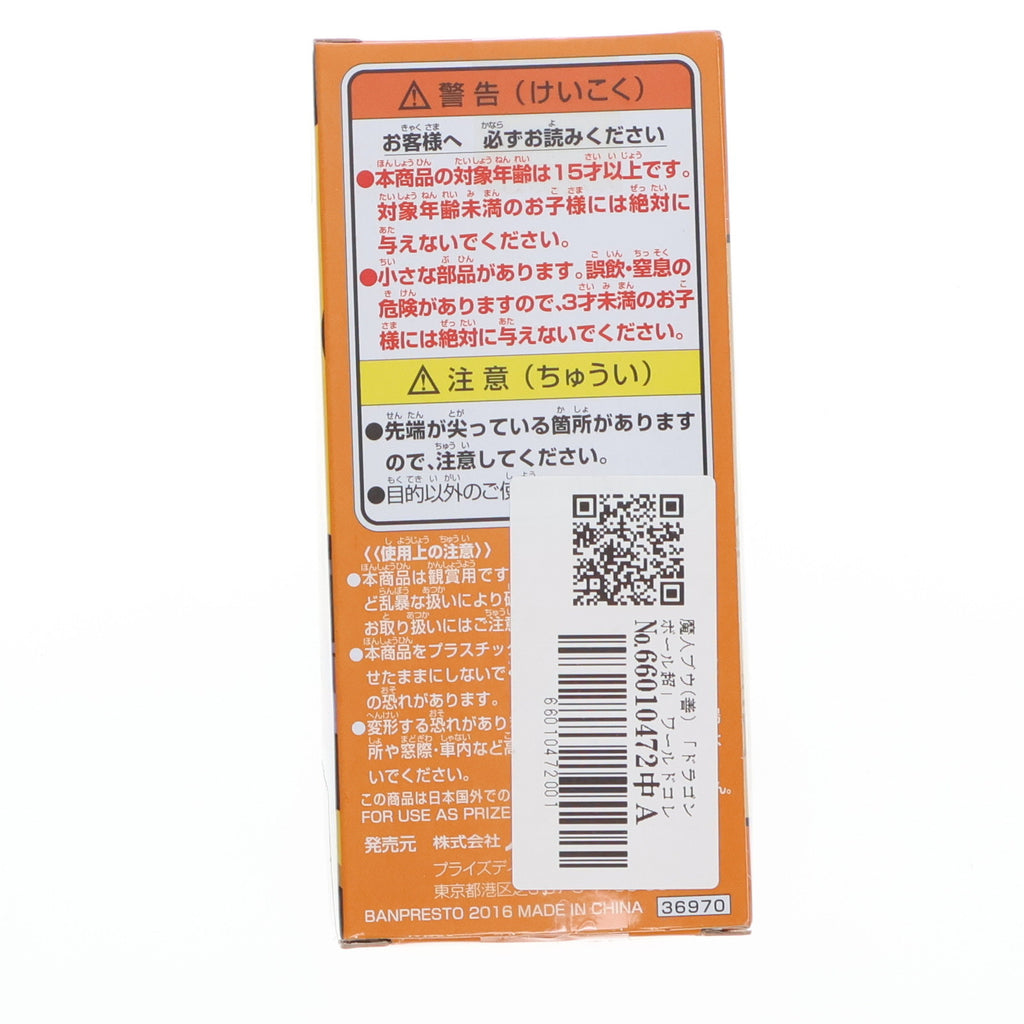 警告（けいこく）
お客様へ 必ずお読みください
●本商品の対象年齢は15才以上です。
対象年齢未満のお子様には絶対に
与えないでください。
●小さな部品があります。誤飲・窒息の
危険がありますので、3才未満のお子
様には絶対に与えないでください。
注意（ちゅうい）
●先端が尖っている箇所があります
ので、注意してください。
●目的以外のご使
《使用上の注意》
●本商品は観賞用です
ど乱暴な扱いにより
お取り扱いにはご注意
●本商品をプラスチック
せたままにしないで
の恐れがあります。
●変形する恐れがあり
所や窓際・車内など高
いでください。
この商品は日本国外での
FOR USE AS PRIZE
発売元 株式会社
プライズディ
東京都港区
BANPRESTO 2016 MADE IN CHINA 36970
魔人ブウ(善) 「ドラゴン
ボール超」 ワールドコレ
No.66010472中 A
66010472001